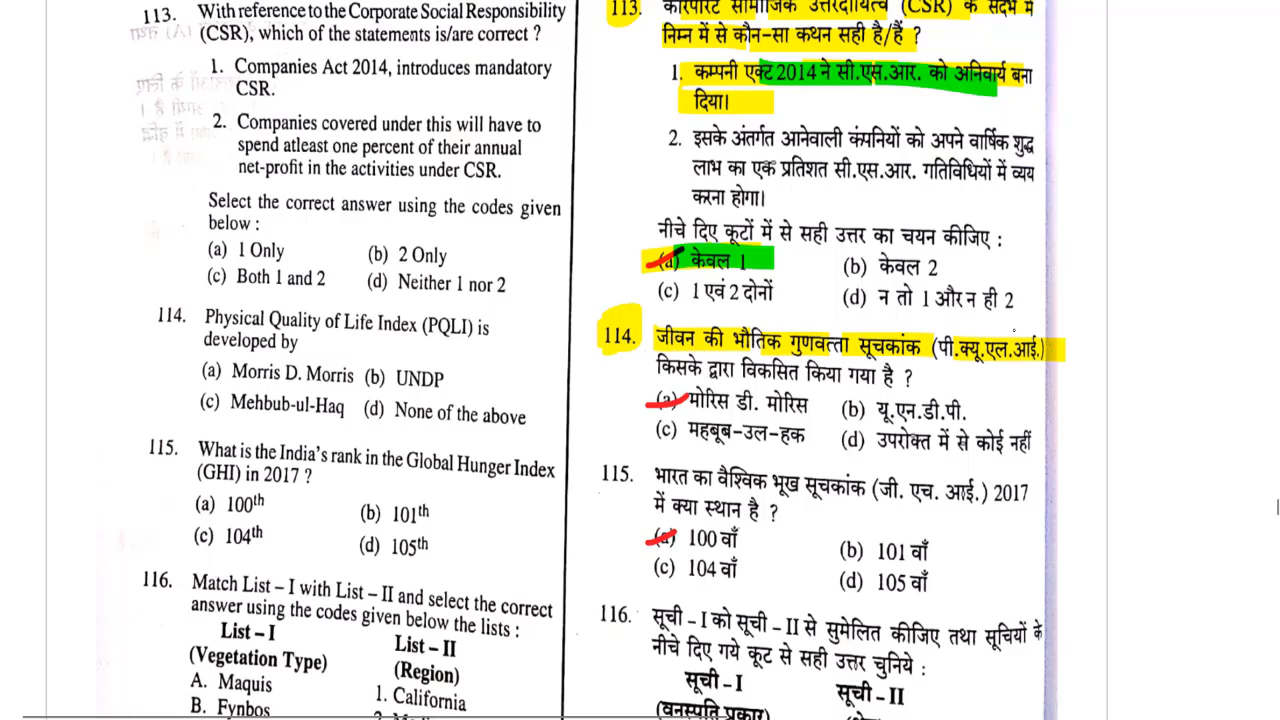 113. With reference to the Corporate Social Responsibility
(CSR), which of the statements is/are correct ?
1. Companies Act 2014, introduces mandatory
CSR.
2. Companies covered under this will have to
spend atleast one percent of their annual
net-profit in the activities under CSR.
Select the correct answer using the codes given
below :
(a) 1 Only (b) 2 Only
(c) Both 1 and 2 (d) Neither 1 nor 2
114. Physical Quality of Life Index (PQLI) is
developed by
(a) Morris D. Morris (b) UNDP
(c) Mehbub-ul-Haq (d) None of the above
115. What is the India's rank in the Global Hunger Index
(GHI) in 2017 ?
(a) 100th (b) 101th
(c) 104th (d) 105th
116. Match List – I with List – II and select the correct
answer using the codes given below the lists :
List – I List – II
(Vegetation Type) (Region)
A. Maquis 1. California
B. Fynbos
113. कारपोरेट सामाजिक उत्तरदायित्व (CSR) के संदर्भ में
निम्न में से कौन-सा कथन सही है/हैं ?
1. कम्पनी एक्ट 2014 ने सी.एस.आर. को अनिवार्य बना
दिया।
2. इसके अंतर्गत आनेवाली कंपनियों को अपने वार्षिक शुद्ध
लाभ का एक प्रतिशत सी.एस.आर. गतिविधियों में व्यय
करना होगा।
नीचे दिए कूटों में से सही उत्तर का चयन कीजिए :
(a) केवल 1 (b) केवल 2
(c) 1 एवं 2 दोनों (d) न तो 1 और न ही 2
114. जीवन की भौतिक गुणवत्ता सूचकांक (पी.क्यू.एल.आई.)
किसके द्वारा विकसित किया गया है ?
(a) मोरिस डी. मोरिस (b) यू.एन.डी.पी.
(c) महबूब-उल-हक (d) उपरोक्त में से कोई नहीं
115. भारत का वैश्विक भूख सूचकांक (जी. एच. आई.) 2017
में क्या स्थान है ?
(a) 100 वाँ (b) 101 वाँ
(c) 104 वाँ (d) 105 वाँ
116. सूची – I को सूची – II से सुमेलित कीजिए तथा सूचियों के
नीचे दिए गये कूट से सही उत्तर चुनिये :
सूची – I सूची – II
(वनस्पति प्रकार)